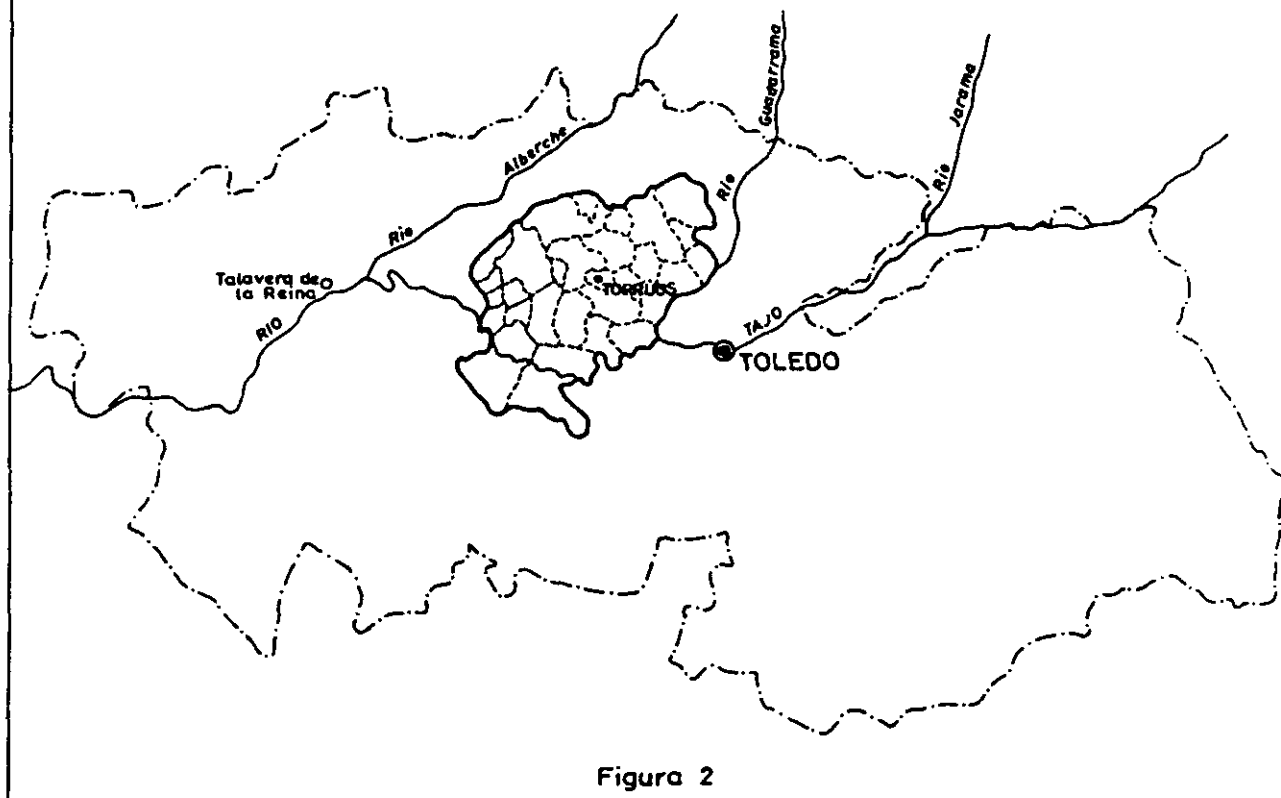 Río Guadarrama
Río Jarama
Río Alberche
Talavera de
la Reina
RIO TAJO
TORRIJOS
TOLEDO
Figura 2